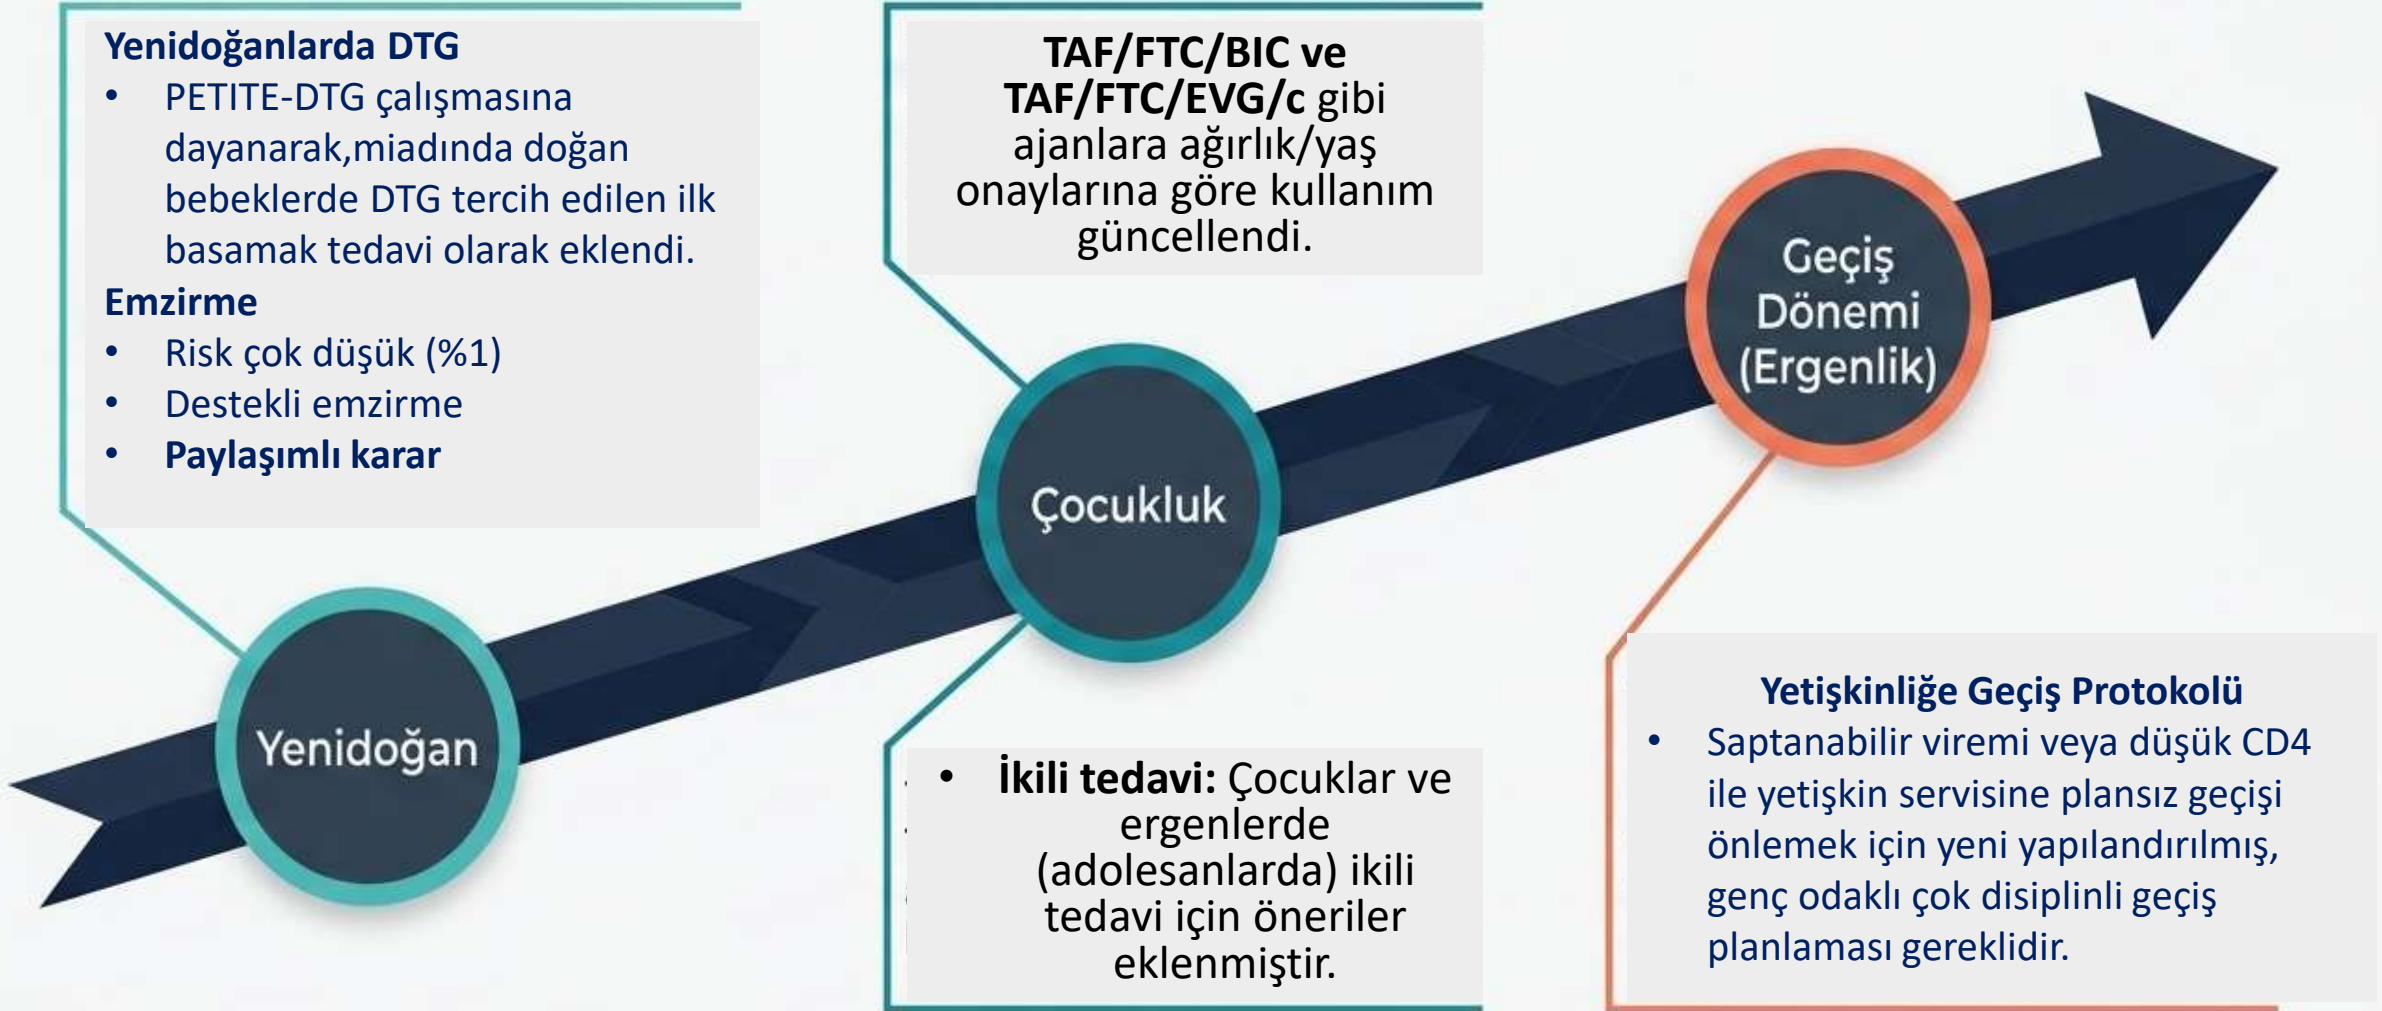 Yenidoğanlarda DTG
• PETITE-DTG çalışmasına
dayanarak,miadında doğan
bebeklerde DTG tercih edilen ilk
basamak tedavi olarak eklendi.
Emzirme
• Risk çok düşük (%1)
• Destekli emzirme
• Paylaşımlı karar
Yenidoğan
TAF/FTC/BIC ve
TAF/FTC/EVG/c gibi
ajanlara ağırlık/yaş
onaylarına göre kullanım
güncellendi.
Çocukluk
• İkili tedavi: Çocuklar ve
ergenlerde
(adolesanlarda) ikili
tedavi için öneriler
eklenmiştir.
Geçiş
Dönemi
(Ergenlik)
Yetişkinliğe Geçiş Protokolü
• Saptanabilir viremi veya düşük CD4
ile yetişkin servisine plansız geçişi
önlemek için yeni yapılandırılmış,
genç odaklı çok disiplinli geçiş
planlaması gereklidir.